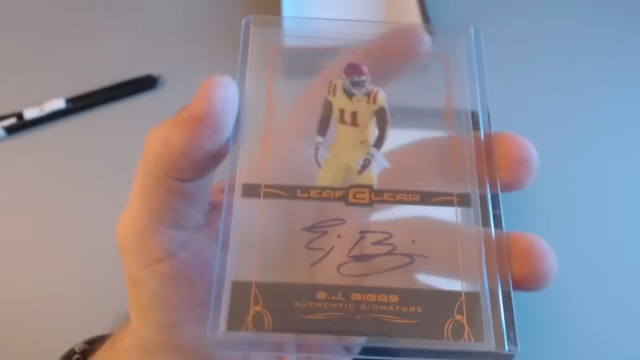 11
LEAF CLEAR
E.J. Bibbs
E.J. BIBBS
AUTHENTIC SIGNATURE